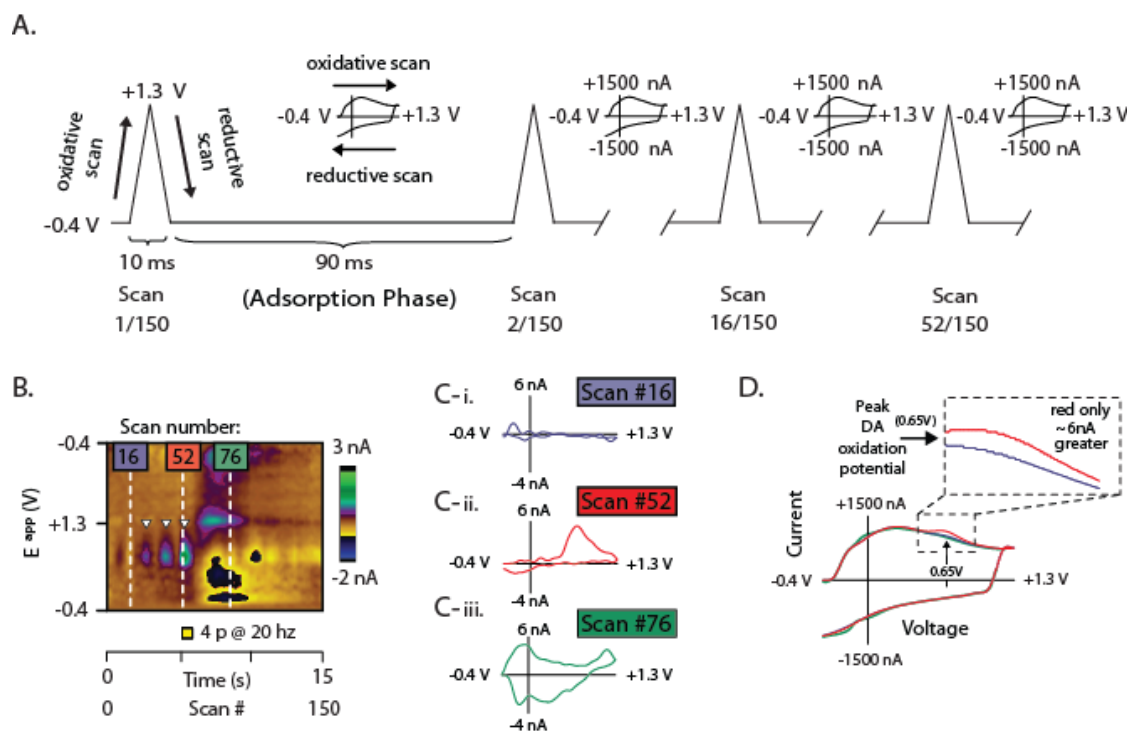 A.
+1.3 V
oxidative scan
reductive scan
-0.4 V
oxidative scan
-0.4 V
+1.3 V
reductive scan
+1500 nA
-0.4 V
+1.3 V
-1500 nA
+1500 nA
-0.4 V
+1.3 V
-1500 nA
+1500 nA
-0.4 V
+1.3 V
-1500 nA
10 ms
90 ms
(Adsorption Phase)
Scan
1/150
Scan
2/150
Scan
16/150
Scan
52/150
B.
Scan number:
16
52
76
-0.4
+1.3
-0.4
E app (V)
3 nA
-2 nA
4 p @ 20 hz
0
Time (s)
15
0
Scan #
150
C-i.
6 nA
Scan #16
-0.4 V
+1.3 V
-4 nA
C-ii.
6 nA
Scan #52
-0.4 V
+1.3 V
-4 nA
C-iii.
6 nA
Scan #76
-0.4 V
+1.3 V
-4 nA
D.
Peak
DA
oxidation
potential
(0.65V)
red only
~6nA
greater
+1500 nA
Current
0.65V
-0.4 V
+1.3 V
Voltage
-1500 nA